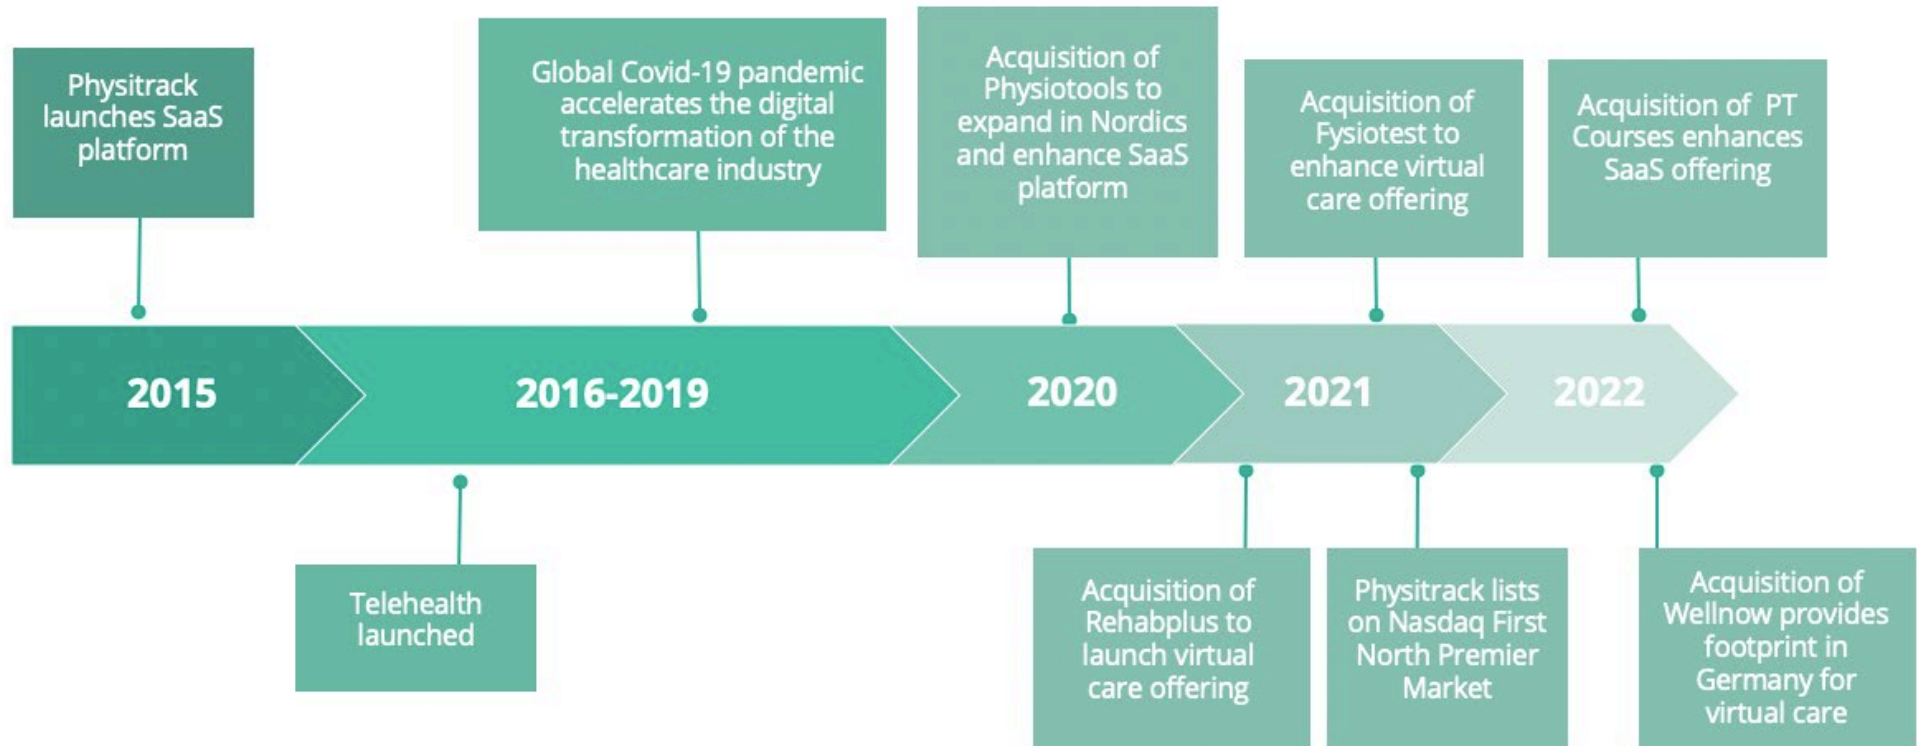 Physitrack
launches SaaS
platform
Global Covid-19 pandemic
accelerates the digital
transformation of the
healthcare industry
Acquisition of
Physiotools to
expand in Nordics
and enhance SaaS
platform
Acquisition of
Fysiotest to
enhance virtual
care offering
Acquisition of  PT
Courses enhances
SaaS offering
2015
2016-2019
2020
2021
2022
Telehealth
launched
Acquisition of
Rehabplus to
launch virtual
care offering
Physitrack lists
on Nasdaq First
North Premier
Market
Acquisition of
Wellnow provides
footprint in
Germany for
virtual care